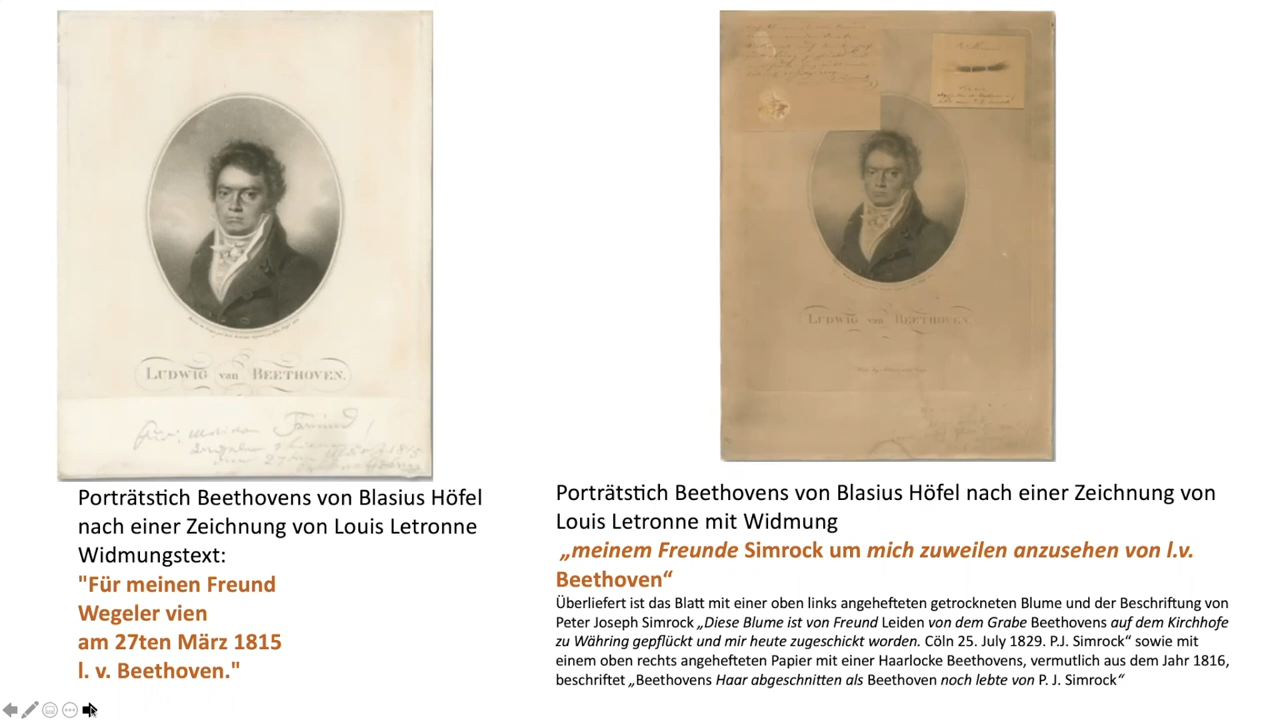 LUDWIG van BEETHOVEN.
Porträtstich Beethovens von Blasius Höfel
nach einer Zeichnung von Louis Letronne
Widmungstext:
"Für meinen Freund
Wegeler vien
am 27ten März 1815
l. v. Beethoven."
LUDWIG van BEETHOVEN
Porträtstich Beethovens von Blasius Höfel nach einer Zeichnung von
Louis Letronne mit Widmung
„meinem Freunde Simrock um mich zuweilen anzusehen von l.v.
Beethoven“
Überliefert ist das Blatt mit einer oben links angehefteten getrockneten Blume und der Beschriftung von
Peter Joseph Simrock „Diese Blume ist von Freund Leiden von dem Grabe Beethovens auf dem Kirchhofe
zu Währing gepflückt und mir heute zugeschickt worden. Cöln 25. July 1829. P.J. Simrock“ sowie mit
einem oben rechts angehefteten Papier mit einer Haarlocke Beethovens, vermutlich aus dem Jahr 1816,
beschriftet „Beethovens Haar abgeschnitten als Beethoven noch lebte von P. J. Simrock“